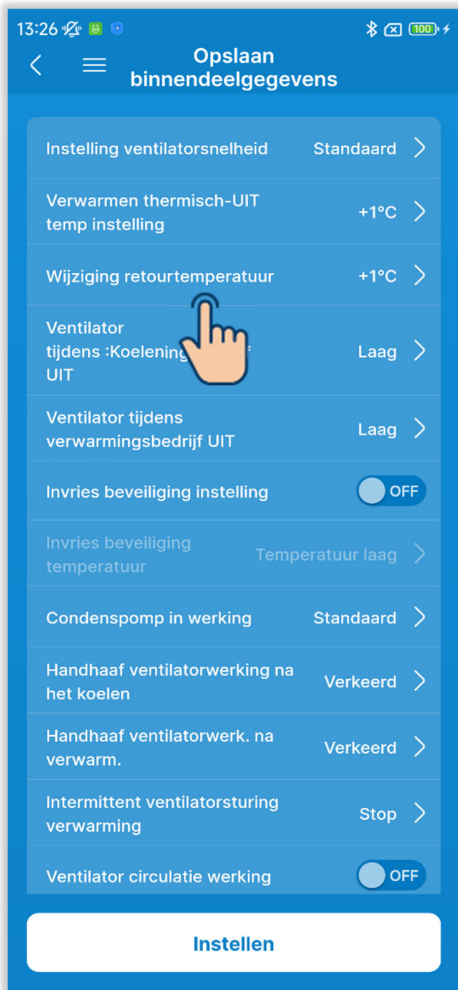 13:26
100
Opslaan
binnendeelgegevens
Instelling ventilatorsnelheid Standaard
Verwarmen thermisch-UIT
temp instelling +1°C
Wijziging retourtemperatuur +1°C
Ventilator
tijdens :Koelening Laag
UIT
Ventilator tijdens
verwarmingsbedrijf UIT Laag
Invries beveiliging instelling OFF
Invries beveiliging
temperatuur Temperatuur laag
Condenspomp in werking Standaard
Handhaaf ventilatorwerking na
het koelen Verkeerd
Handhaaf ventilatorwerk. na
verwarm. Verkeerd
Intermittent ventilatorsturing
verwarming Stop
Ventilator circulatie werking OFF
Instellen